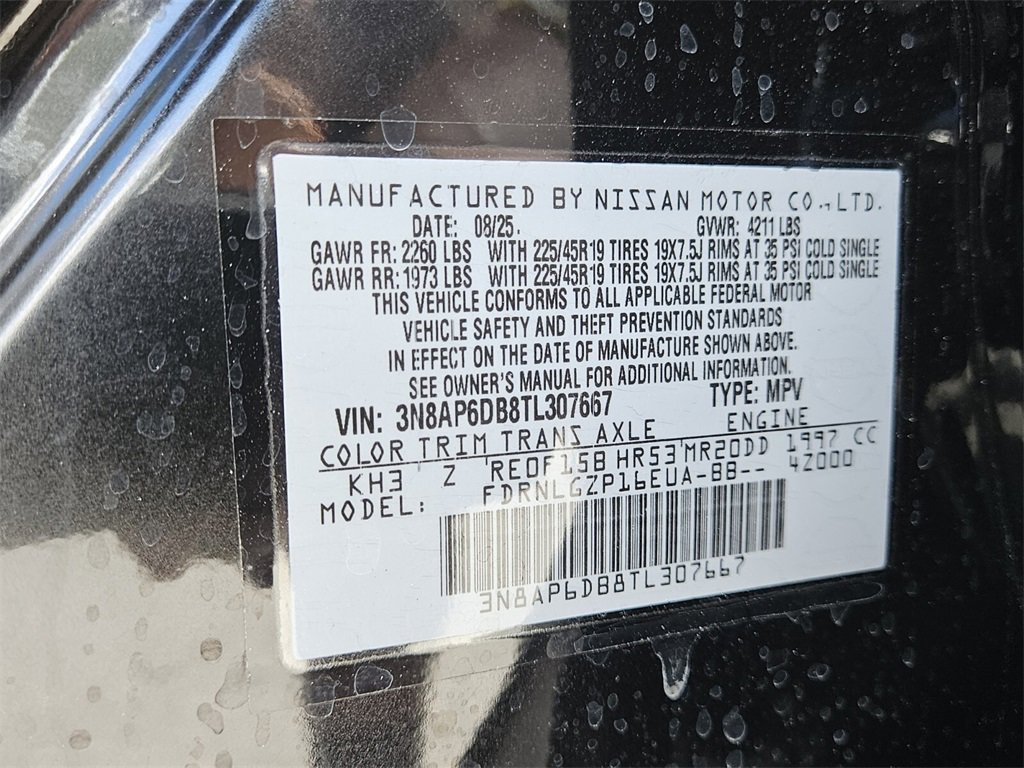 MANUFACTURED BY NISSAN MOTOR CO., LTD.
DATE: 08/25. GVWR: 4211 LBS
GAWR FR: 2260 LBS WITH 225/45R19 TIRES 19X7.5J RIMS AT 35 PSI COLD SINGLE
GAWR RR: 1973 LBS WITH 225/45R19 TIRES 19X7.5J RIMS AT 35 PSI COLD SINGLE
THIS VEHICLE CONFORMS TO ALL APPLICABLE FEDERAL MOTOR
VEHICLE SAFETY AND THEFT PREVENTION STANDARDS
IN EFFECT ON THE DATE OF MANUFACTURE SHOWN ABOVE.
SEE OWNER'S MANUAL FOR ADDITIONAL INFORMATION.
VIN: 3N8AP6DB8TL307667 TYPE: MPV
COLOR TRIM TRANS AXLE ENGINE
KH3 Z RE0F15B HR53 MR20DD 1997 CC
MODEL: FDRNLGZP16EUA-BB-- 4Z000
3N8AP6DB8TL307667